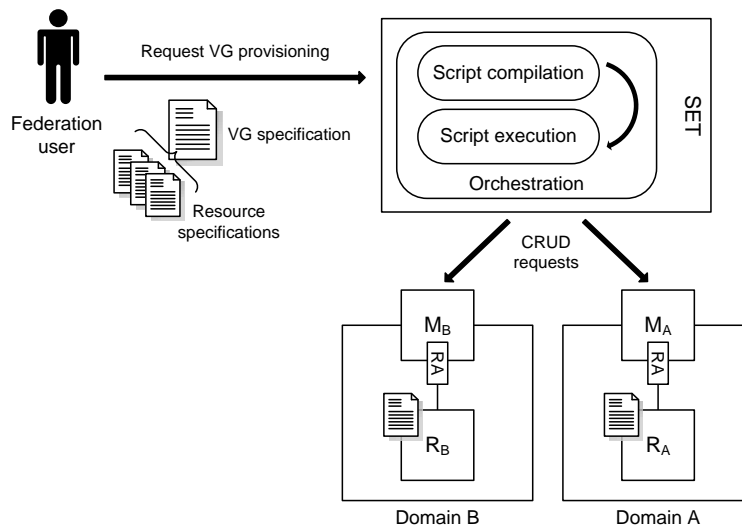 Request VG provisioning
Federation
user
VG specification
Resource
specifications
Script compilation
Script execution
Orchestration
SET
CRUD
requests
MB
RA
RB
Domain B
MA
RA
RA
Domain A